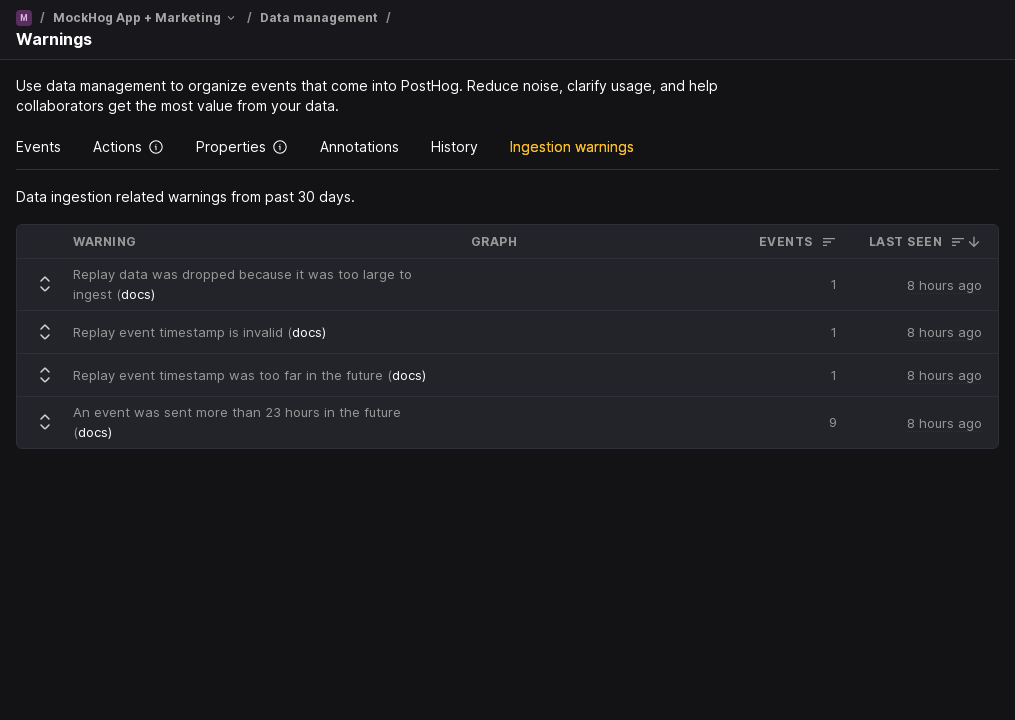 M / MockHog App + Marketing / Data management /
Warnings
Use data management to organize events that come into PostHog. Reduce noise, clarify usage, and help
collaborators get the most value from your data.
Events Actions Properties Annotations History Ingestion warnings
Data ingestion related warnings from past 30 days.
WARNING GRAPH EVENTS LAST SEEN
Replay data was dropped because it was too large to
ingest (docs) 1 8 hours ago
Replay event timestamp is invalid (docs) 1 8 hours ago
Replay event timestamp was too far in the future (docs) 1 8 hours ago
An event was sent more than 23 hours in the future
(docs) 9 8 hours ago